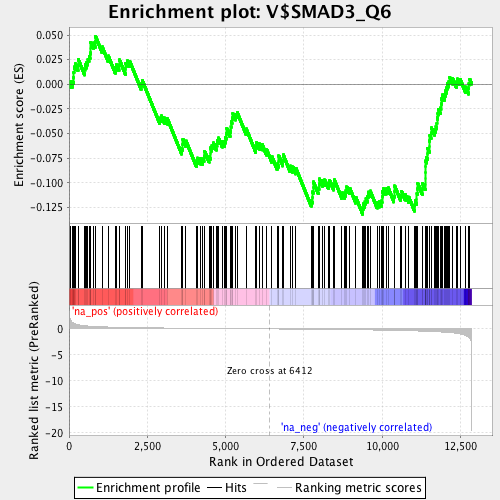 Enrichment plot: V$SMAD3_Q6
Enrichment score (ES)
0.050
0.025
0.000
-0.025
-0.050
-0.075
-0.100
-0.125
'na_pos' (positively correlated)
Ranked list metric (PreRanked)
0
-5
-10
-15
-20
Zero cross at 6412
'na_neg' (negatively correlated)
0
2,500
5,000
7,500
10,000
12,500
Rank in Ordered Dataset
Enrichment profile
Hits
Ranking metric scores